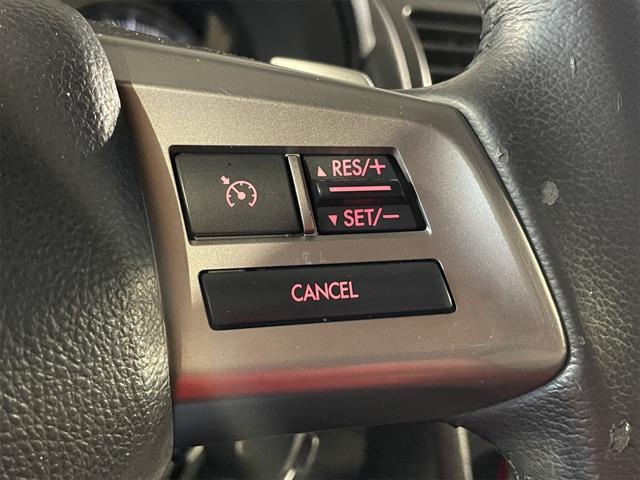 ▲ RES/+
▼ SET/−
CANCEL